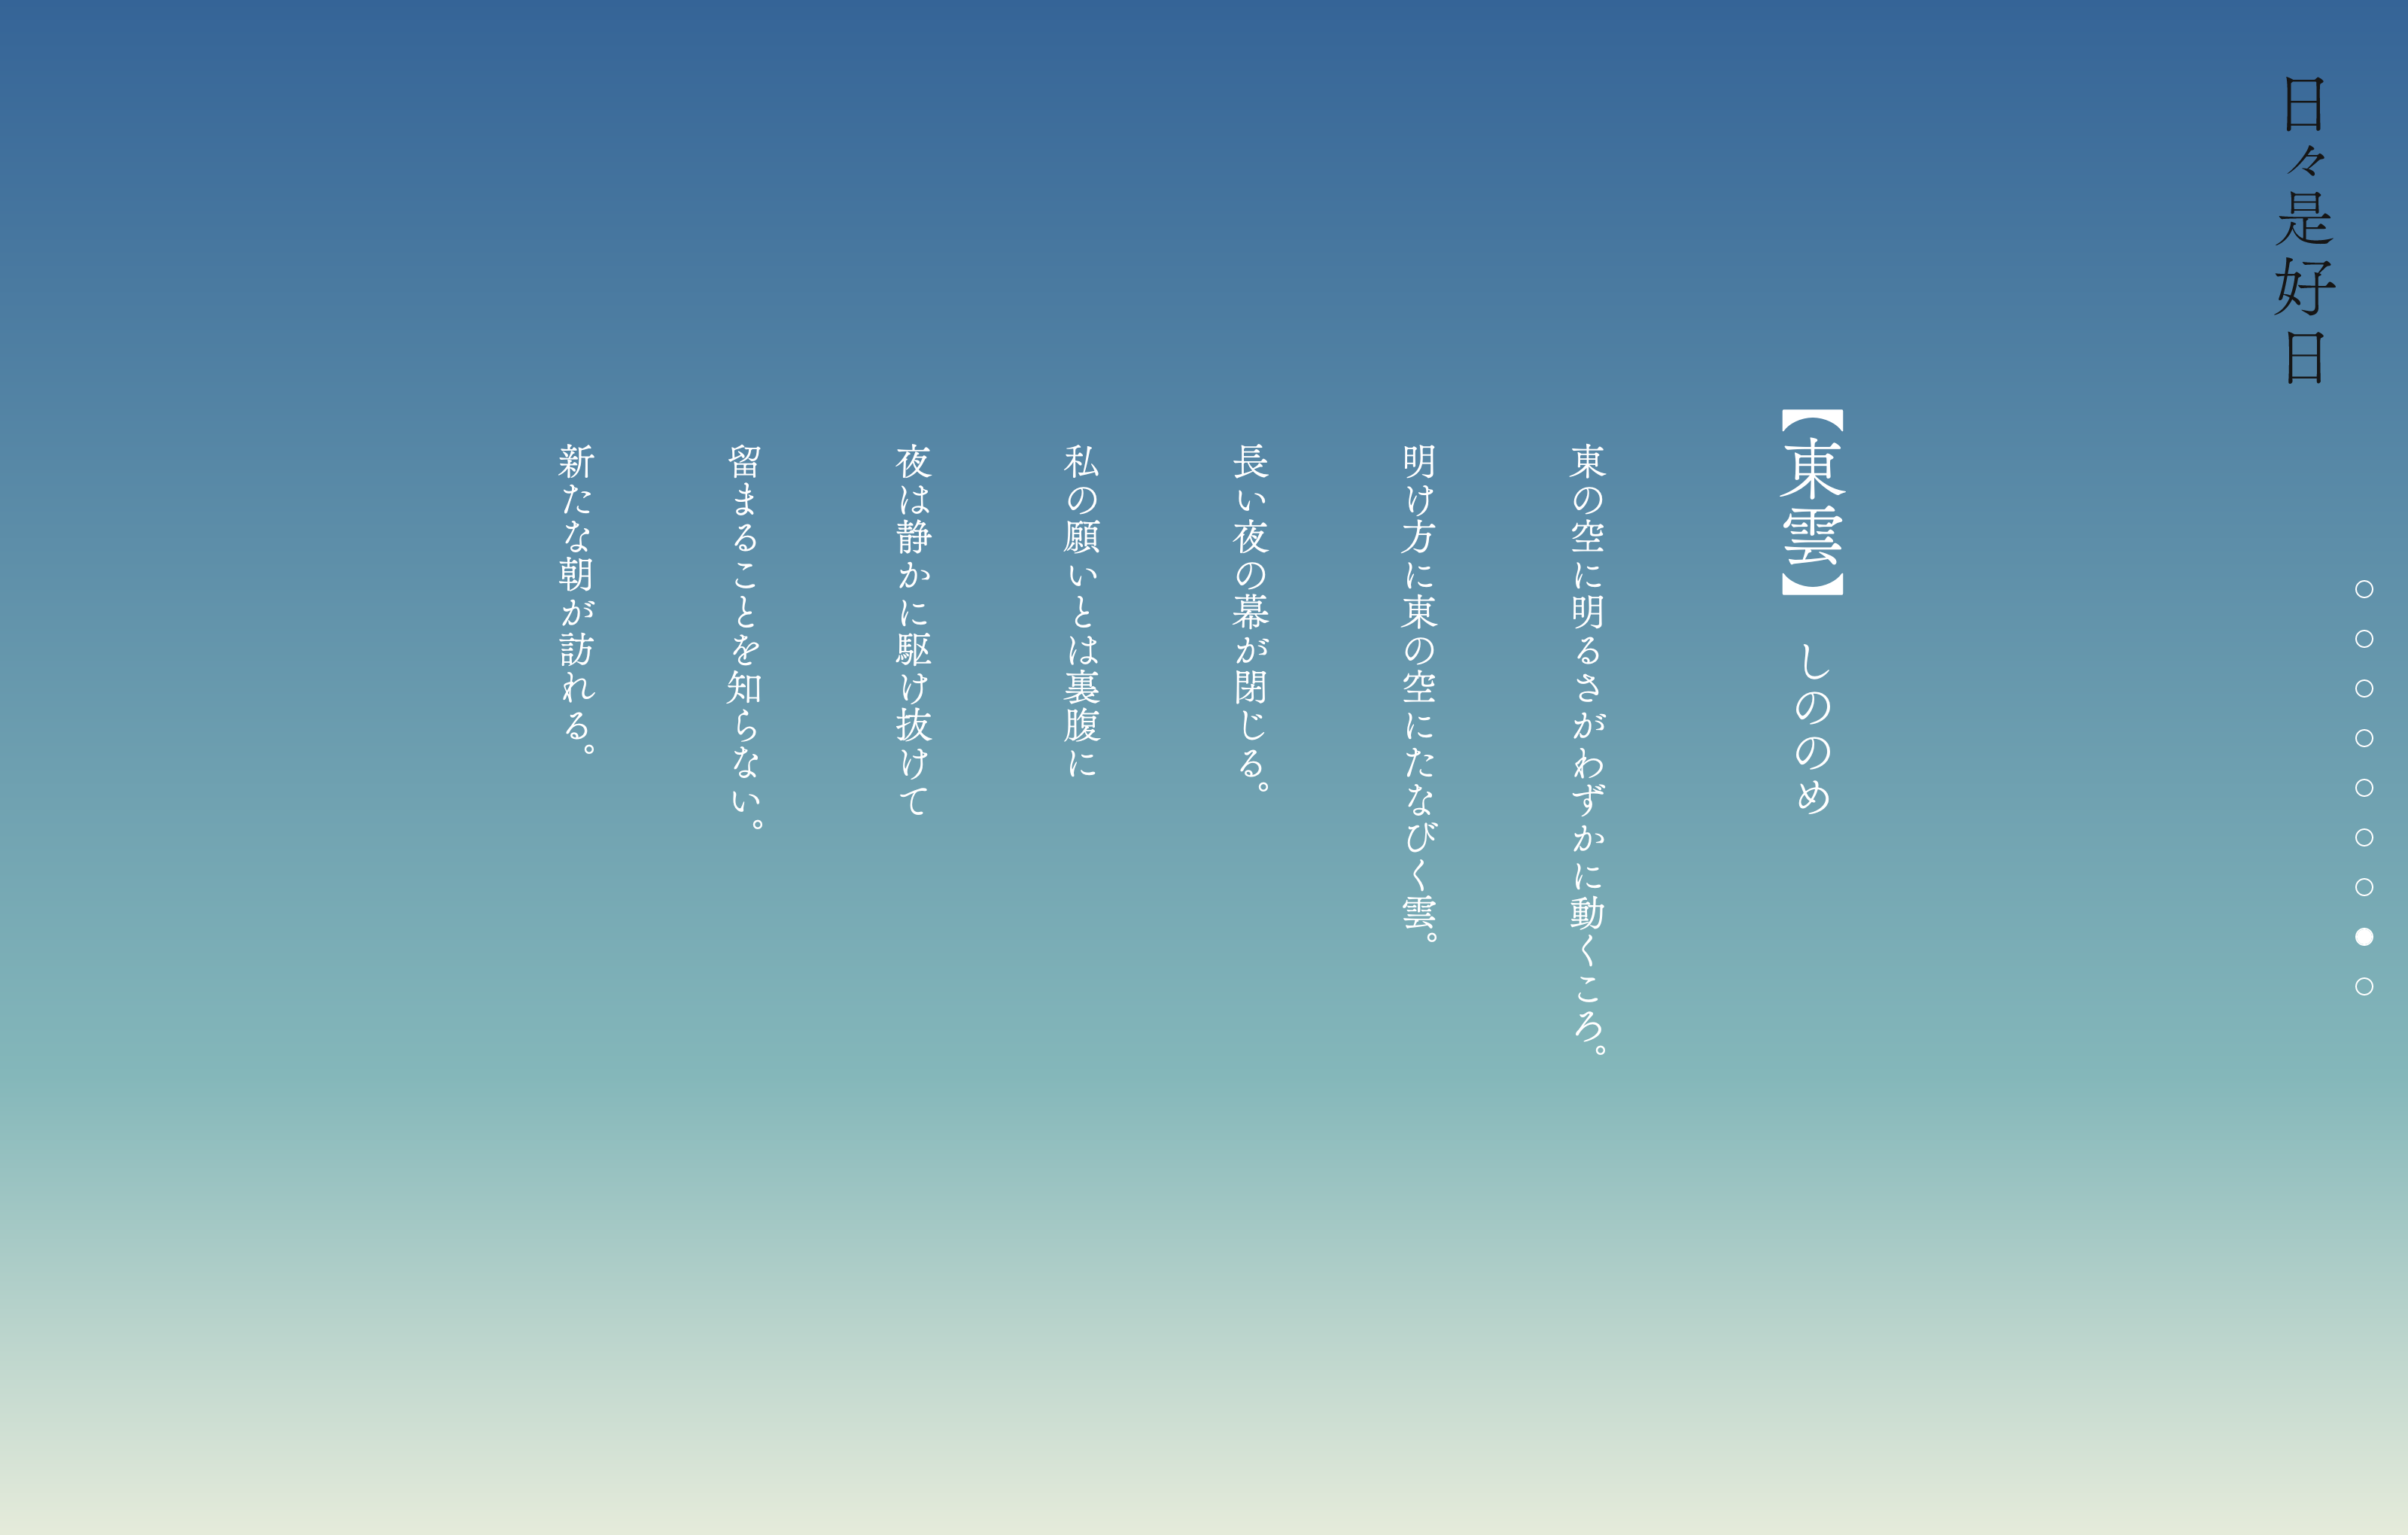 日々是好日
【東雲】 しののめ
東の空に明るさがわずかに動くころ。
明け方に東の空にたなびく雲。
長い夜の幕が閉じる。
私の願いとは裏腹に
夜は静かに駆け抜けて
留まることを知らない。
新たな朝が訪れる。